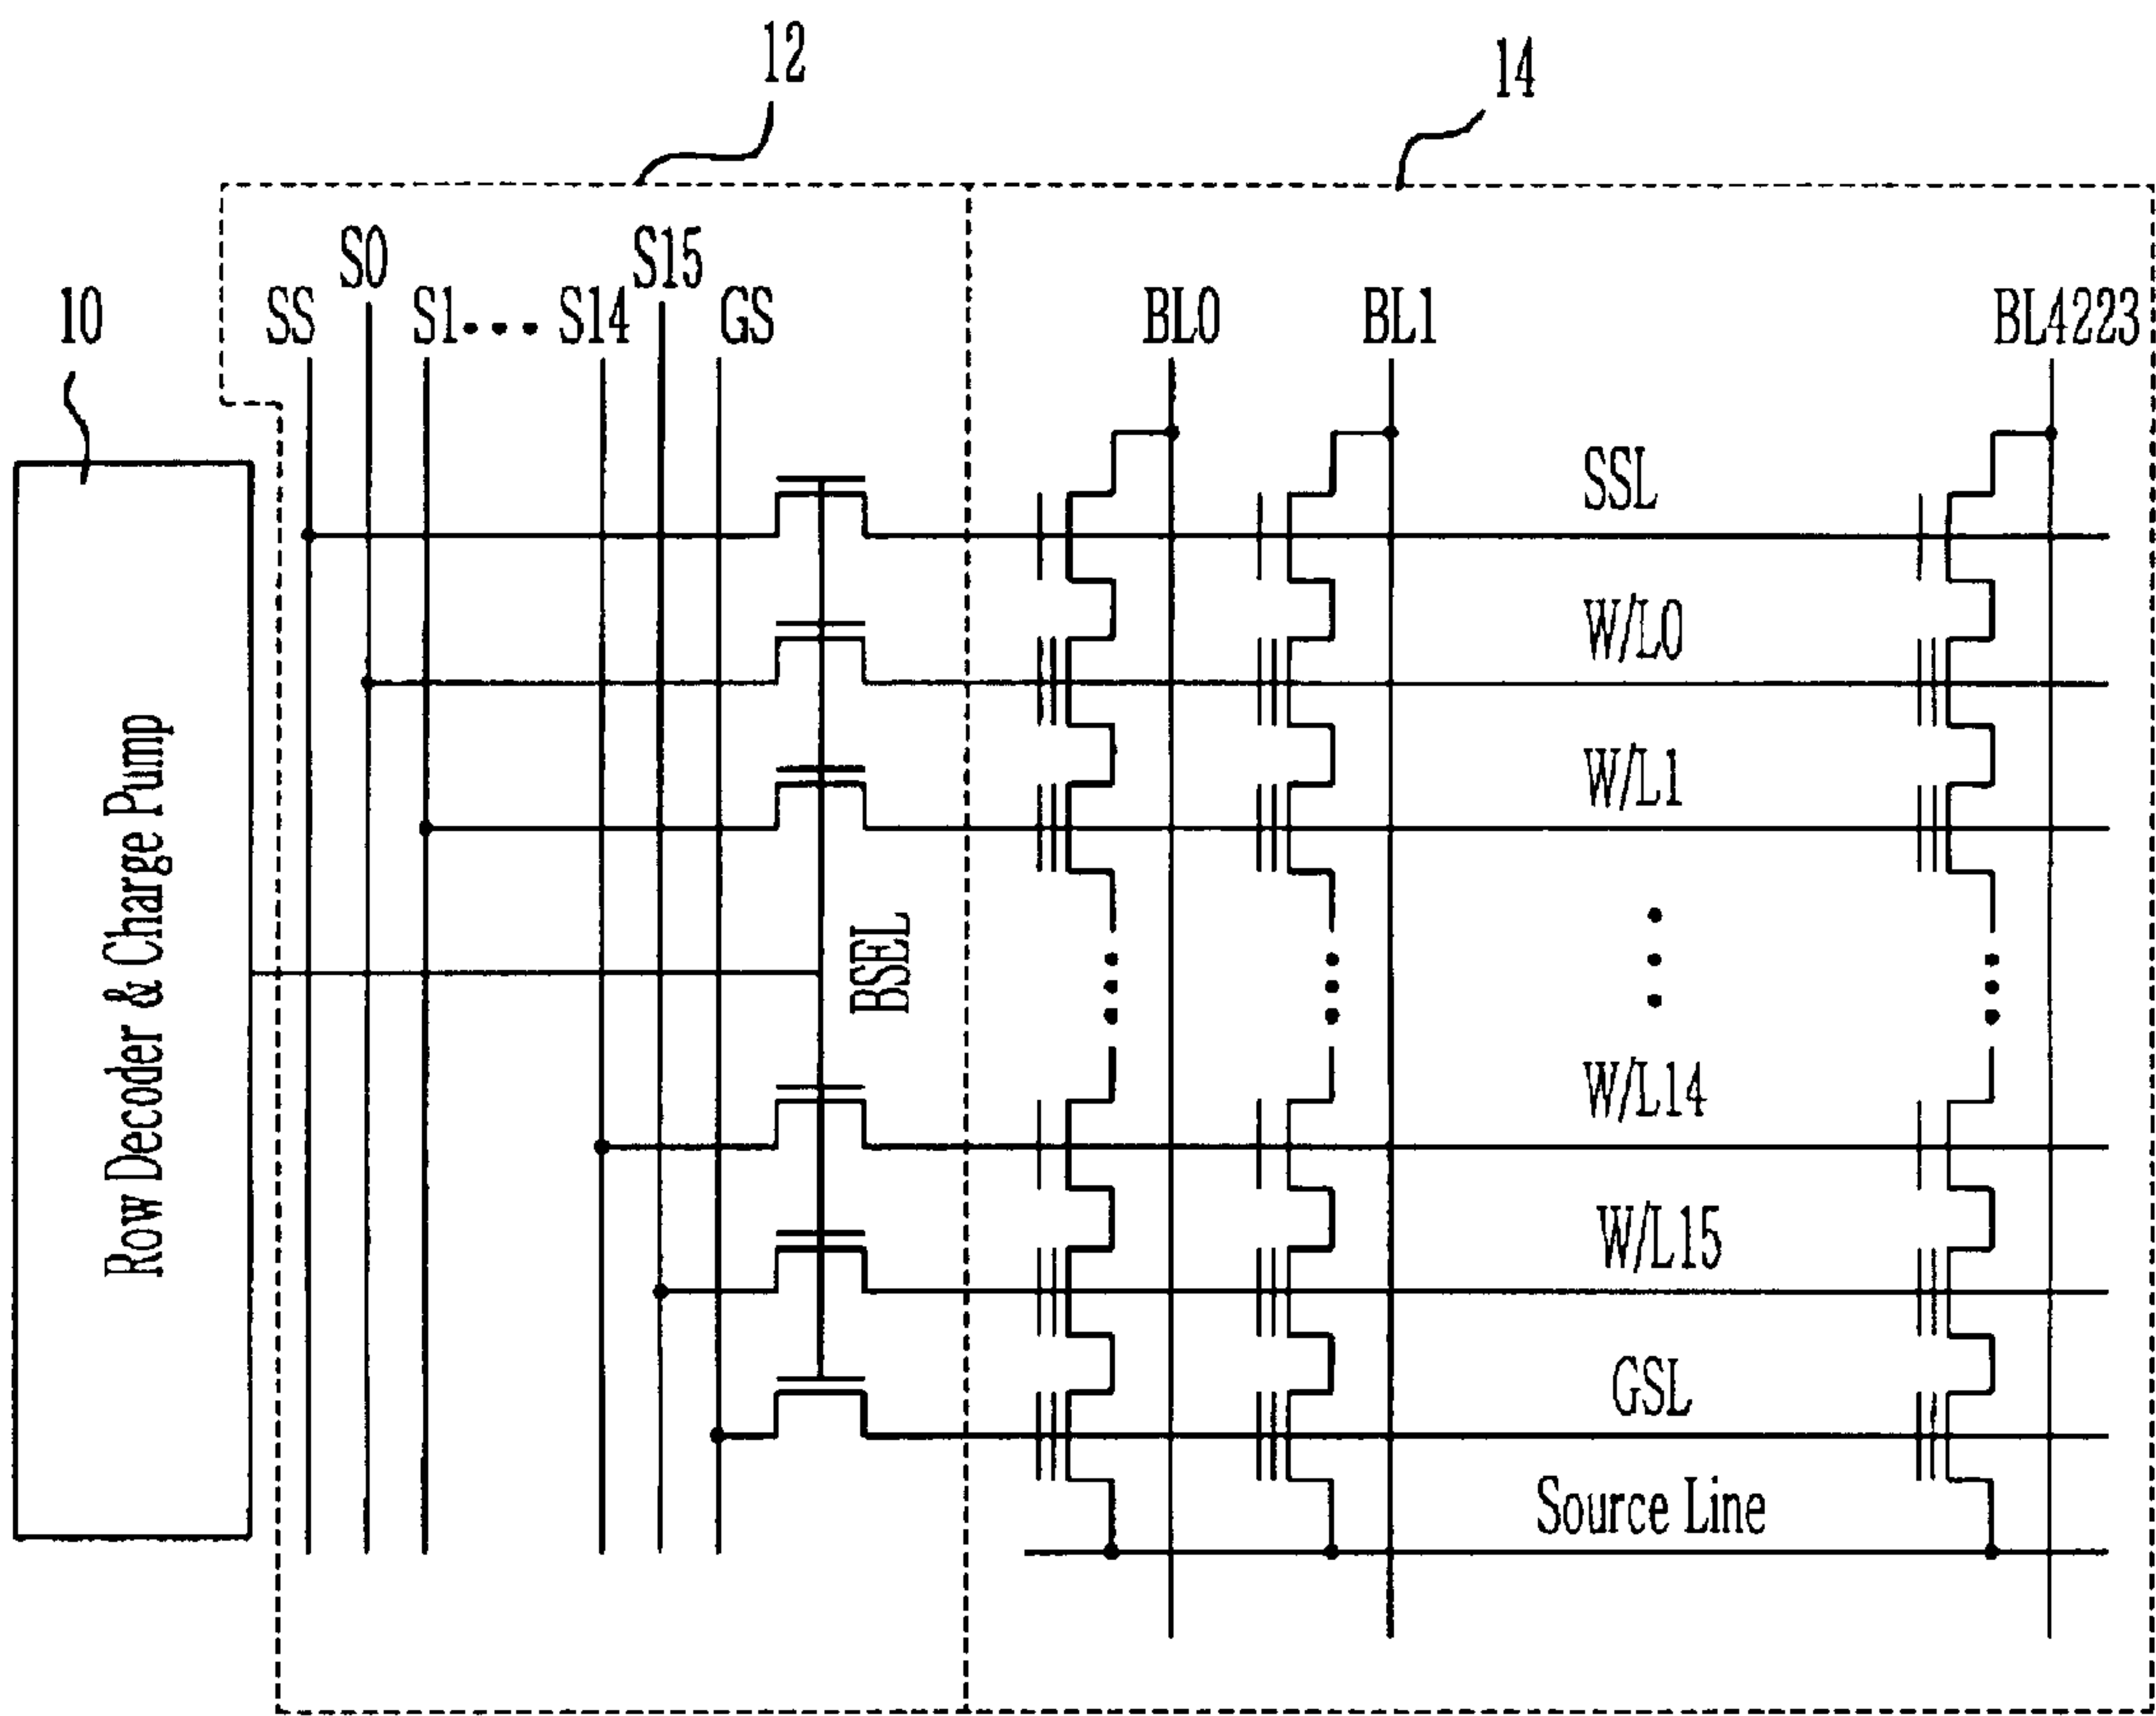 12
14
10
SS
S0
S1 • • •
S14
S15
GS
BL0
BL1
BL4223
SSL
W/L0
W/L1
BSEL
Row Decoder & Charge Pump
W/L14
W/L15
GSL
Source Line